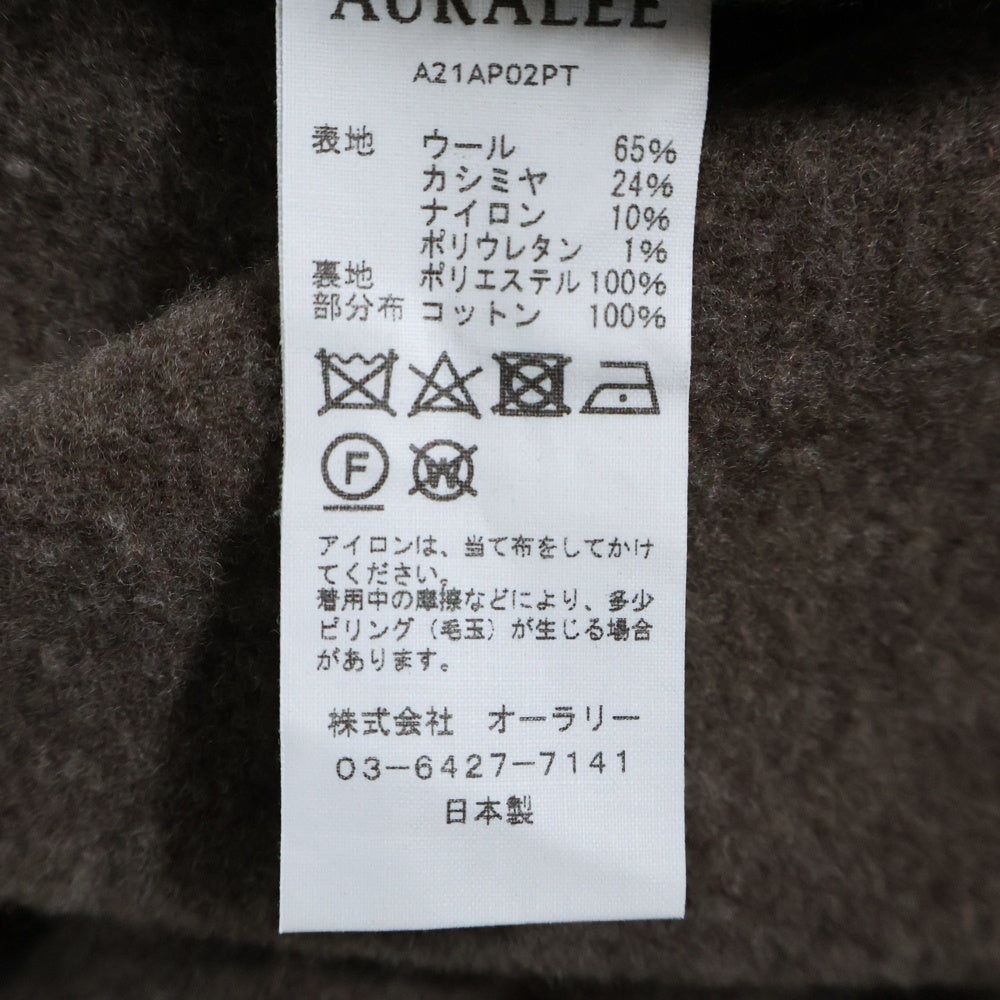 AURALEE
A21AP02PT
表地 ウール 65%
カシミヤ 24%
ナイロン 10%
ポリウレタン 1%
裏地 ポリエステル 100%
部分布 コットン 100%
F W
アイロンは、当て布をしてかけ
てください。
着用中の摩擦などにより、多少
ピリング（毛玉）が生じる場合
があります。
株式会社 オーラリー
03-6427-7141
日本製